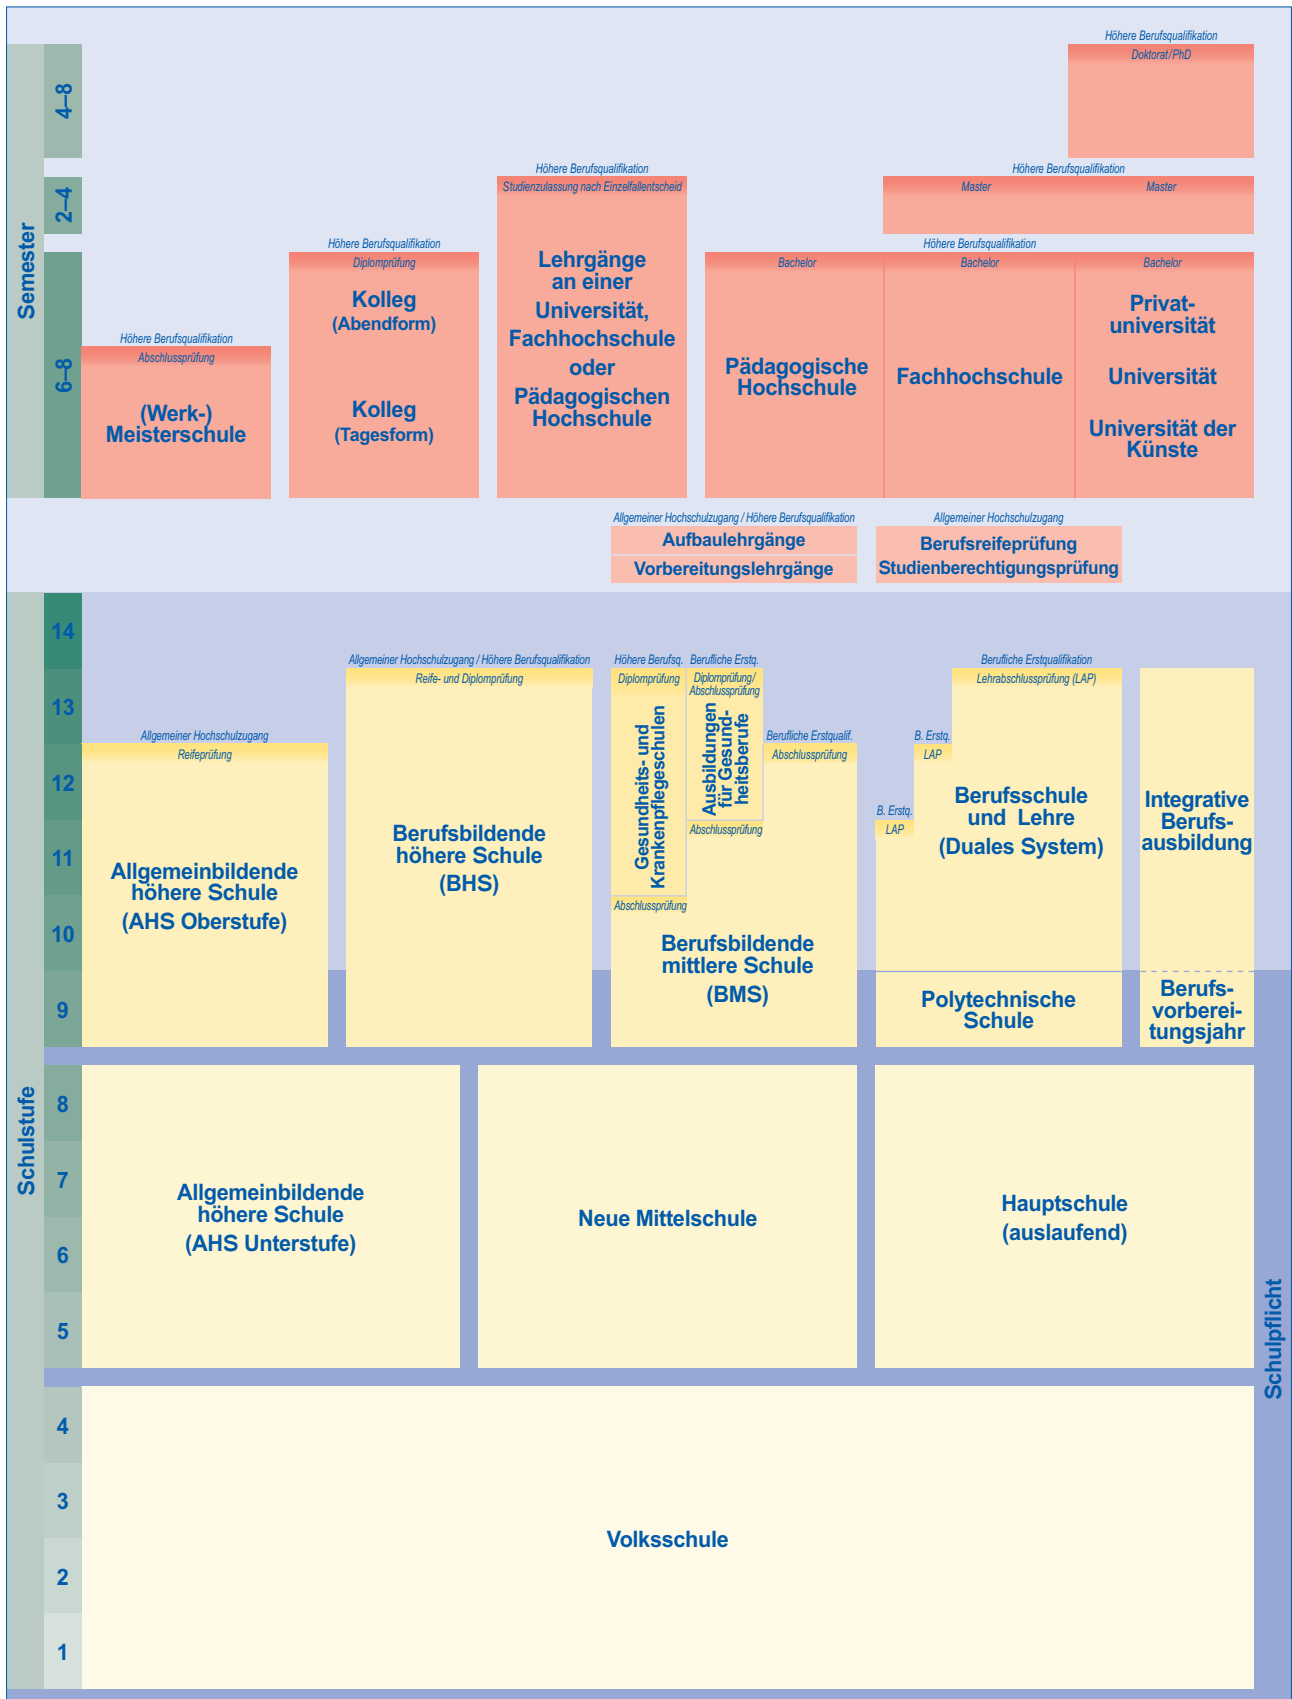 Höhere Berufsqualifikation
Doktorat/PhD
4–8
Höhere Berufsqualifikation
Studienzulassung nach Einzelfallentscheid
Höhere Berufsqualifikation
Master
Master
2–4
Semester
Höhere Berufsqualifikation
Diplomprüfung
Kolleg
(Abendform)
Kolleg
(Tagesform)
Lehrgänge
an einer
Universität,
Fachhochschule
oder
Pädagogischen
Hochschule
Höhere Berufsqualifikation
Bachelor
Bachelor
Bachelor
Pädagogische
Hochschule
Fachhochschule
Privat-
universität
Universität
Universität der
Künste
6–8
Höhere Berufsqualifikation
Abschlussprüfung
(Werk-)
Meisterschule
Allgemeiner Hochschulzugang / Höhere Berufsqualifikation
Aufbaulehrgänge
Vorbereitungslehrgänge
Allgemeiner Hochschulzugang
Berufsreifeprüfung
Studienberechtigungsprüfung
14
13
12
11
10
9
Allgemeiner Hochschulzugang
Reifeprüfung
Allgemeinbildende
höhere Schule
(AHS Oberstufe)
Allgemeiner Hochschulzugang / Höhere Berufsqualifikation
Reife- und Diplomprüfung
Berufsbildende
höhere Schule
(BHS)
Höhere Berufsq.
Diplomprüfung
Gesundheits- und
Krankenpflegeschulen
Abschlussprüfung
Berufliche Erstq.
Diplomprüfung/
Abschlussprüfung
Ausbildungen
für Gesund-
heitsberufe
Abschlussprüfung
Berufliche Erstqualif.
Abschlussprüfung
Berufsbildende
mittlere Schule
(BMS)
B. Erstq.
LAP
B. Erstq.
LAP
Berufliche Erstqualifikation
Lehrabschlussprüfung (LAP)
Berufsschule
und Lehre
(Duales System)
Polytechnische
Schule
Integrative
Berufs-
ausbildung
Berufs-
vorberei-
tungsjahr
Schulstufe
8
7
6
5
Allgemeinbildende
höhere Schule
(AHS Unterstufe)
Neue Mittelschule
Hauptschule
(auslaufend)
Schulpflicht
4
3
2
1
Volksschule